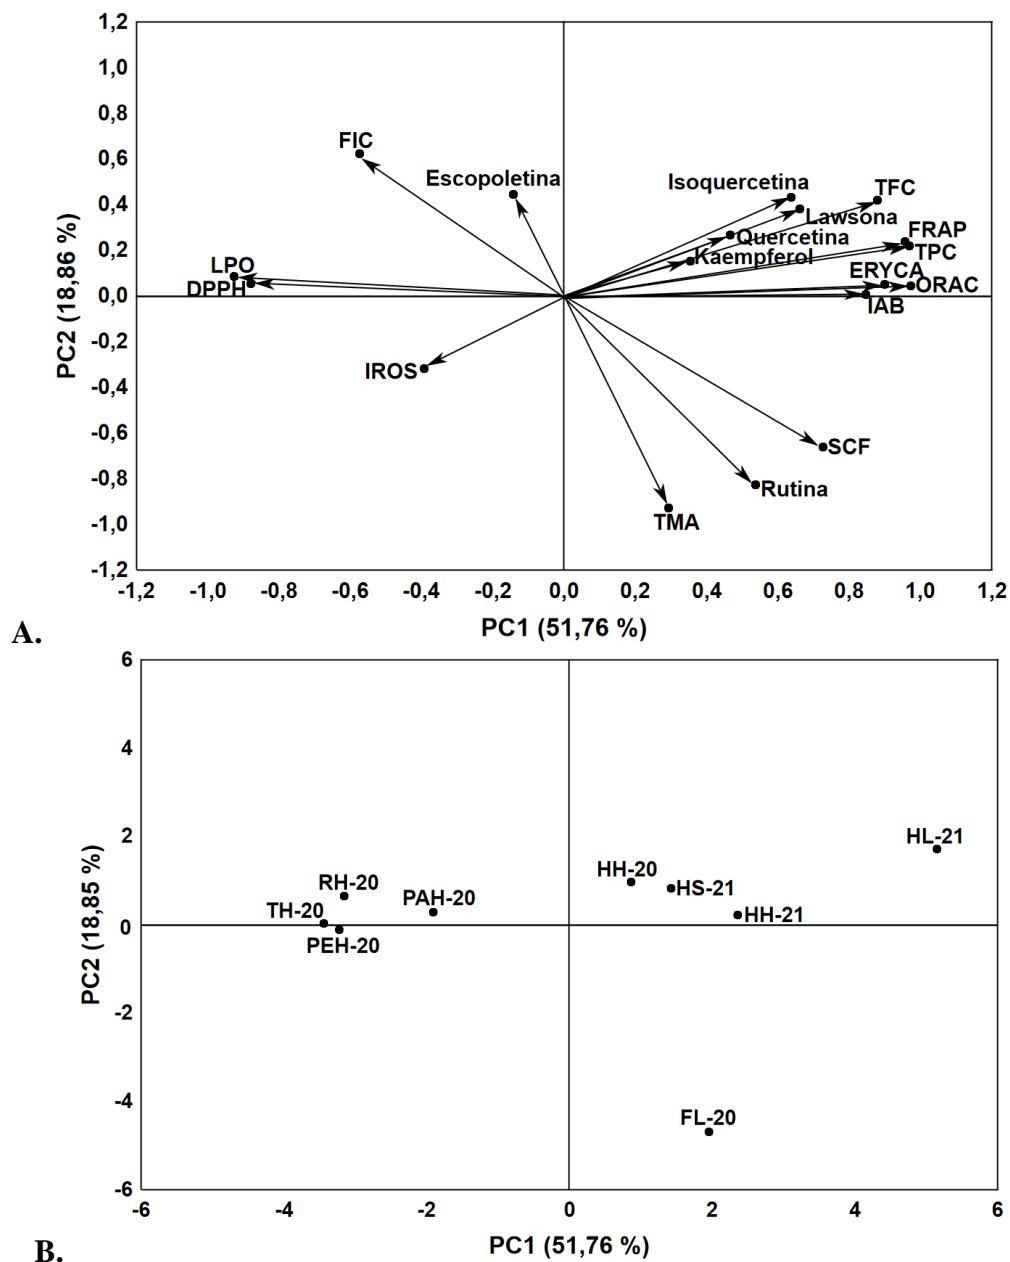 1,2
1,0
0,8
0,6
0,4
0,2
0,0
-0,2
-0,4
-0,6
-0,8
-1,0
-1,2
PC2 (18,86 %)
FIC
Escopoletina
Isoquercetina
TFC
Lawsona
Quercetina
FRAP
Kaempferol
TPC
LPO
DPPH
ERYCA
ORAC
IAB
IROS
SCF
Rutina
TMA
-1,2 -1,0 -0,8 -0,6 -0,4 -0,2 0,0 0,2 0,4 0,6 0,8 1,0 1,2
PC1 (51,76 %)
A.
6
4
2
0
-2
-4
-6
PC2 (18,85 %)
HL-21
HH-20
RH-20
HS-21
PAH-20
TH-20
HH-21
PEH-20
FL-20
-6 -4 -2 0 2 4 6
PC1 (51,76 %)
B.